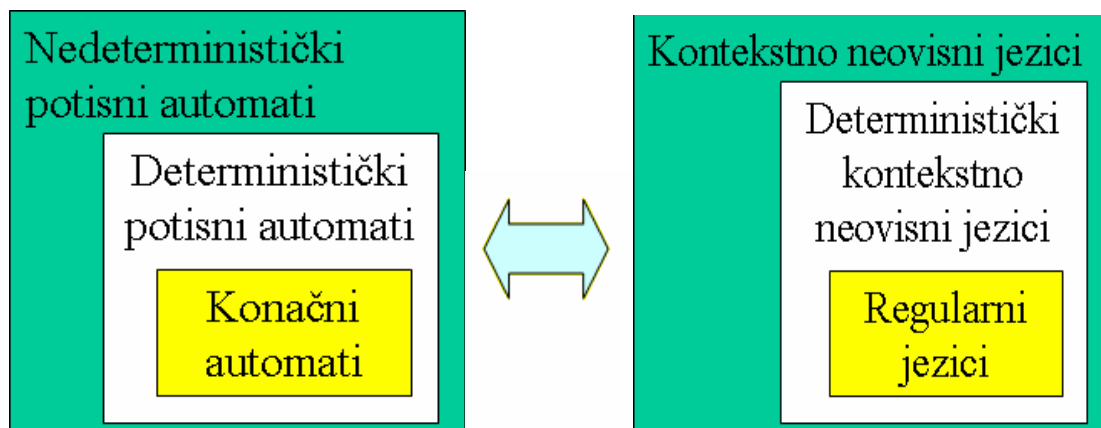 Nedeterministički
potisni automati
Deterministički
potisni automati
Konačni
automati
Kontekstno neovisni jezici
Deterministički
kontekstno
neovisni jezici
Regularni
jezici